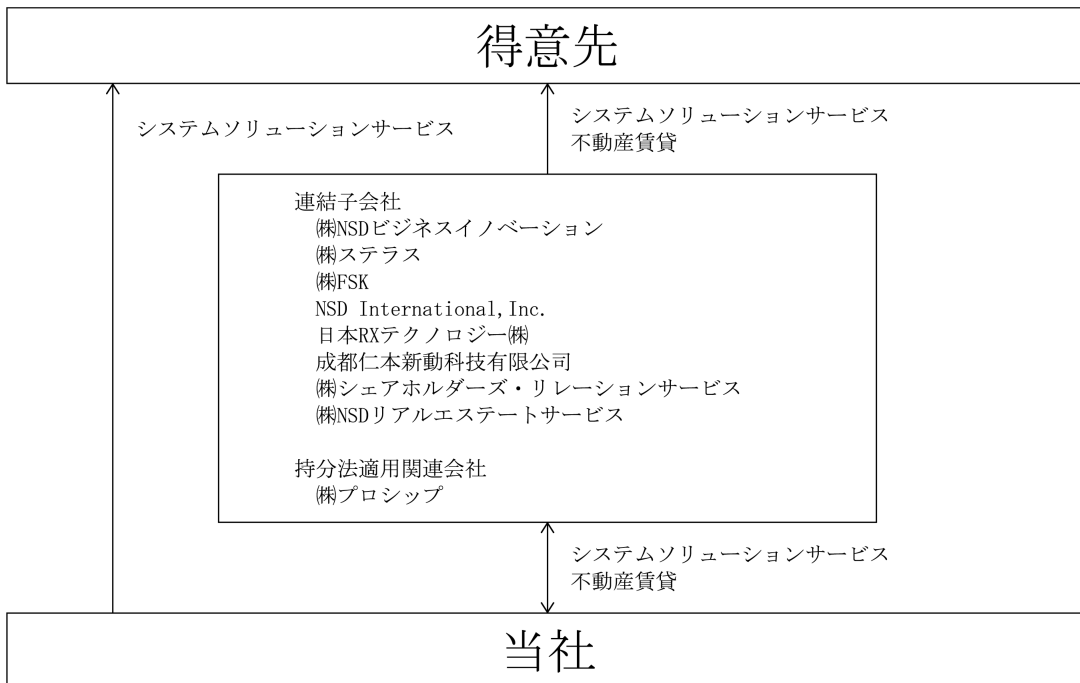 得意先
システムソリューションサービス
システムソリューションサービス
不動産賃貸
連結子会社
㈱NSDビジネスイノベーション
㈱ステラス
㈱FSK
NSD International,Inc.
日本RXテクノロジー㈱
成都仁本新動科技有限公司
㈱シェアホルダーズ・リレーションサービス
㈱NSDリアルエステートサービス
持分法適用関連会社
㈱プロシップ
システムソリューションサービス
不動産賃貸
当社